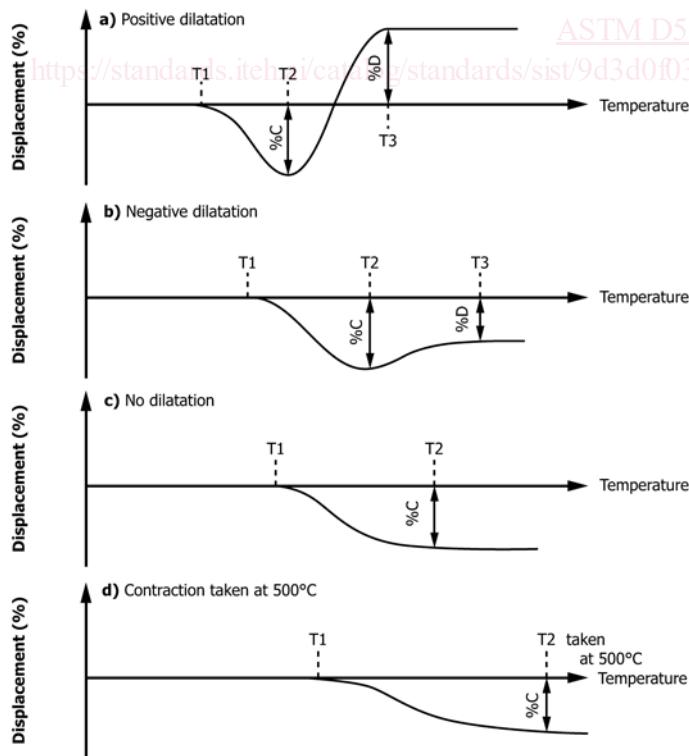 a) Positive dilatation
ASTM D5
https://standards.iteh.ai/catalog/standards/sist/9d3d0f03
Displacement (%)
T1
T2
%D
%C
T3
Temperature
b) Negative dilatation
Displacement (%)
T1
T2
T3
%C
%D
Temperature
c) No dilatation
Displacement (%)
T1
T2
%C
Temperature
d) Contraction taken at 500°C
Displacement (%)
T1
T2 taken
at 500°C
%C
Temperature